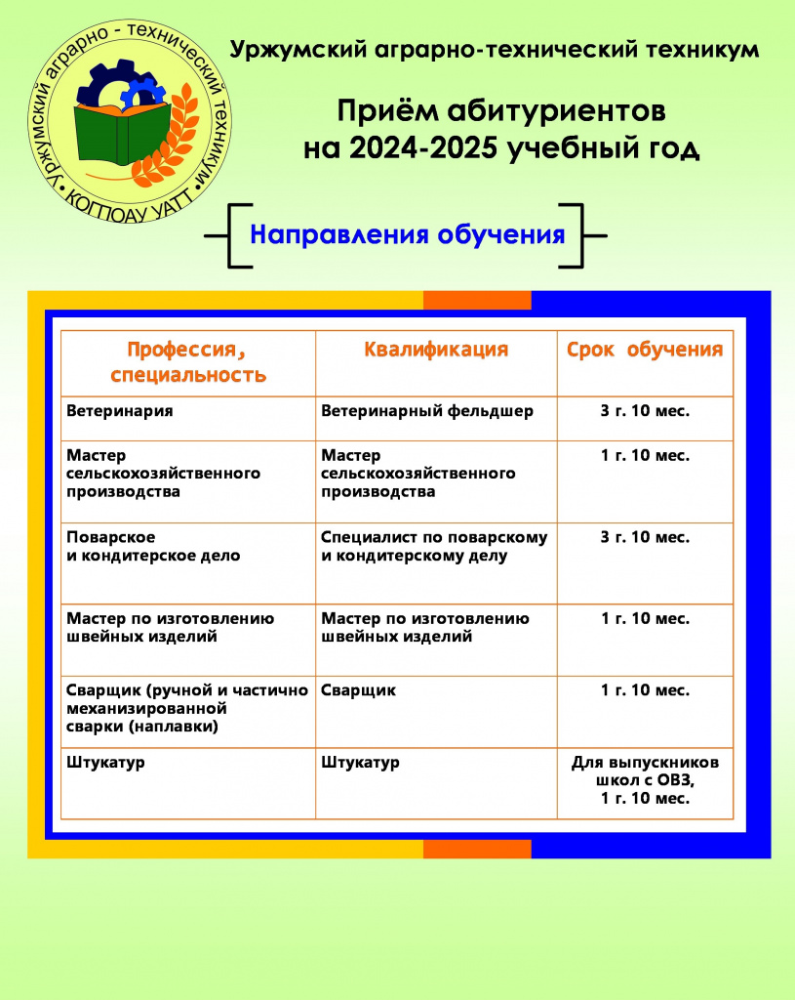 Уржумский аграрно - технический техникум
• КОГПОАУ УАТТ •
Уржумский аграрно-технический техникум
Приём абитуриентов
на 2024-2025 учебный год
Направления обучения
Профессия,
специальность
Квалификация
Срок обучения
Ветеринария
Ветеринарный фельдшер
3 г. 10 мес.
Мастер
сельскохозяйственного
производства
Мастер
сельскохозяйственного
производства
1 г. 10 мес.
Поварское
и кондитерское дело
Специалист по поварскому
и кондитерскому делу
3 г. 10 мес.
Мастер по изготовлению
швейных изделий
Мастер по изготовлению
швейных изделий
1 г. 10 мес.
Сварщик (ручной и частично
механизированной
сварки (наплавки)
Сварщик
1 г. 10 мес.
Штукатур
Штукатур
Для выпускников
школ с ОВЗ,
1 г. 10 мес.